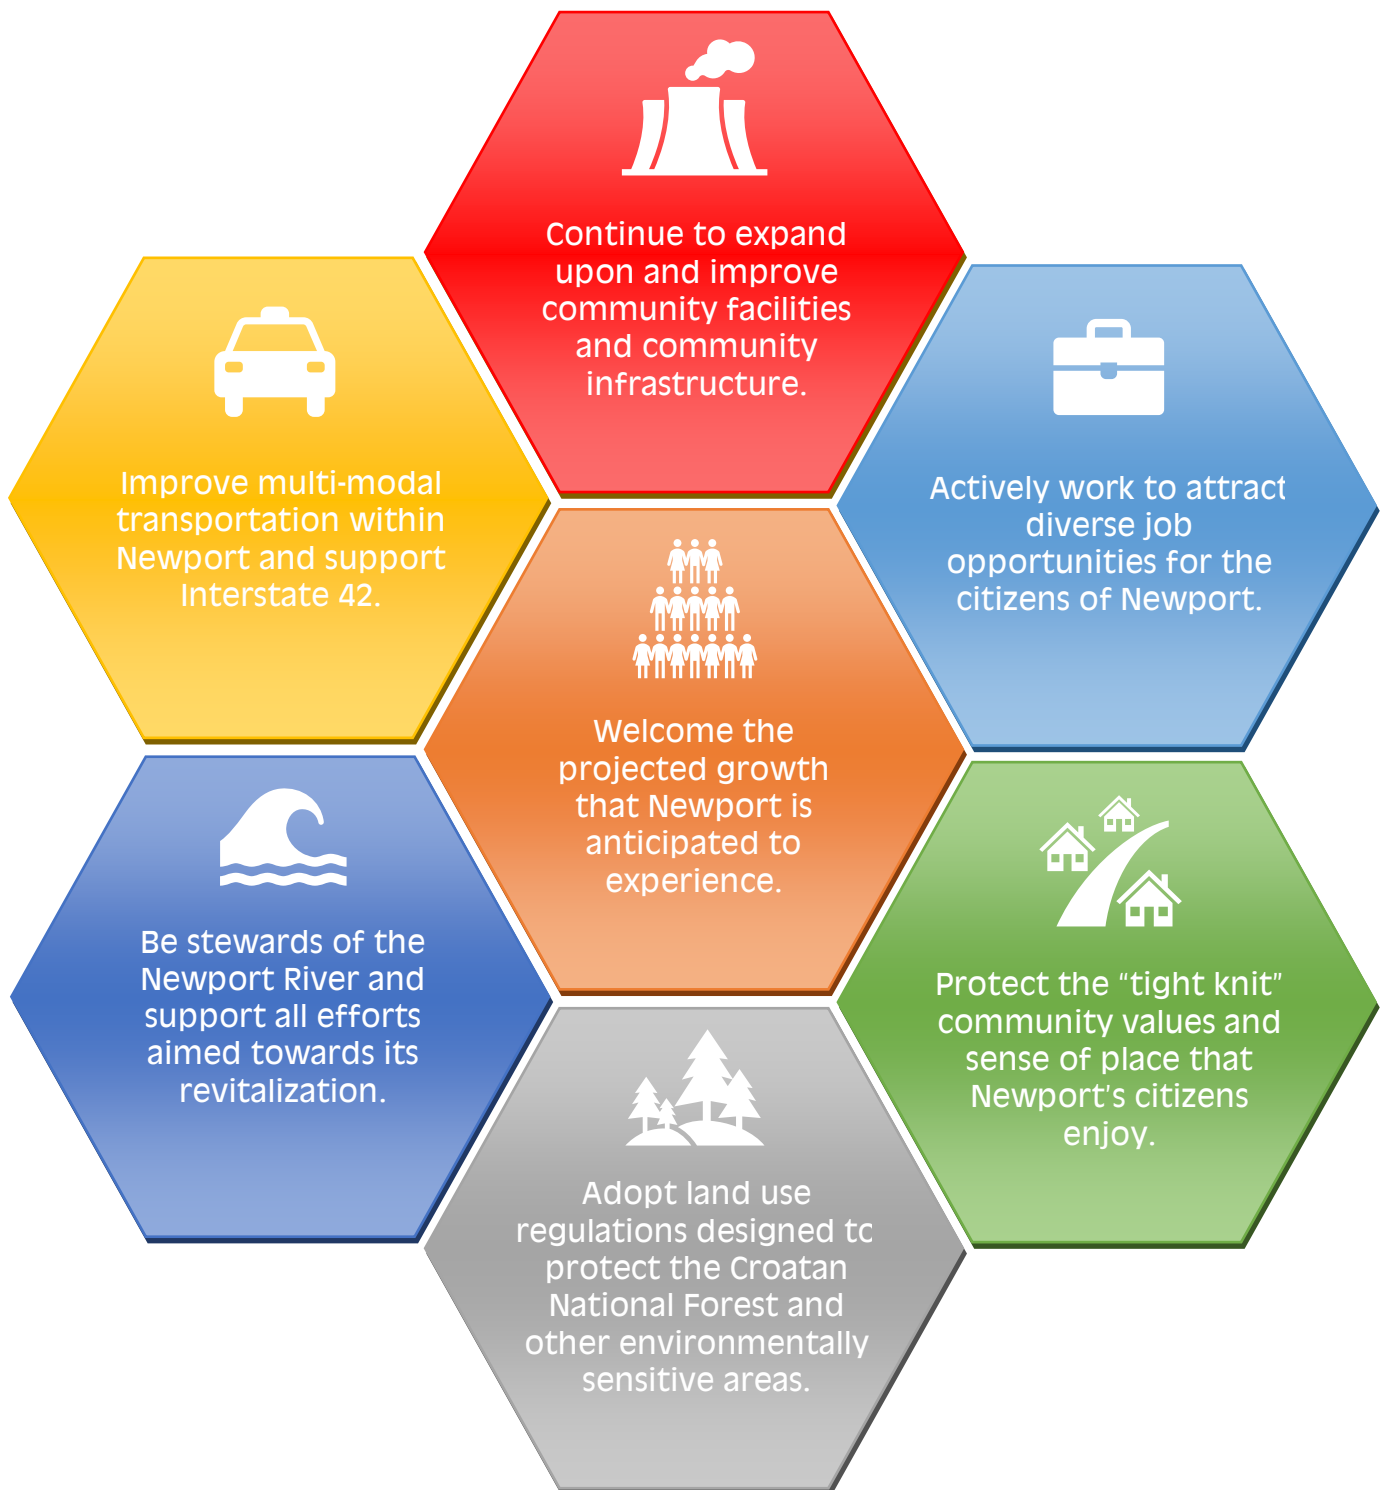 Continue to expand
upon and improve
community facilities
and community
infrastructure.
Improve multi-modal
transportation within
Newport and support
Interstate 42.
Actively work to attract
diverse job
opportunities for the
citizens of Newport.
Welcome the
projected growth
that Newport is
anticipated to
experience.
Be stewards of the
Newport River and
support all efforts
aimed towards its
revitalization.
Protect the “tight knit”
community values and
sense of place that
Newport’s citizens
enjoy.
Adopt land use
regulations designed to
protect the Croatan
National Forest and
other environmentally
sensitive areas.